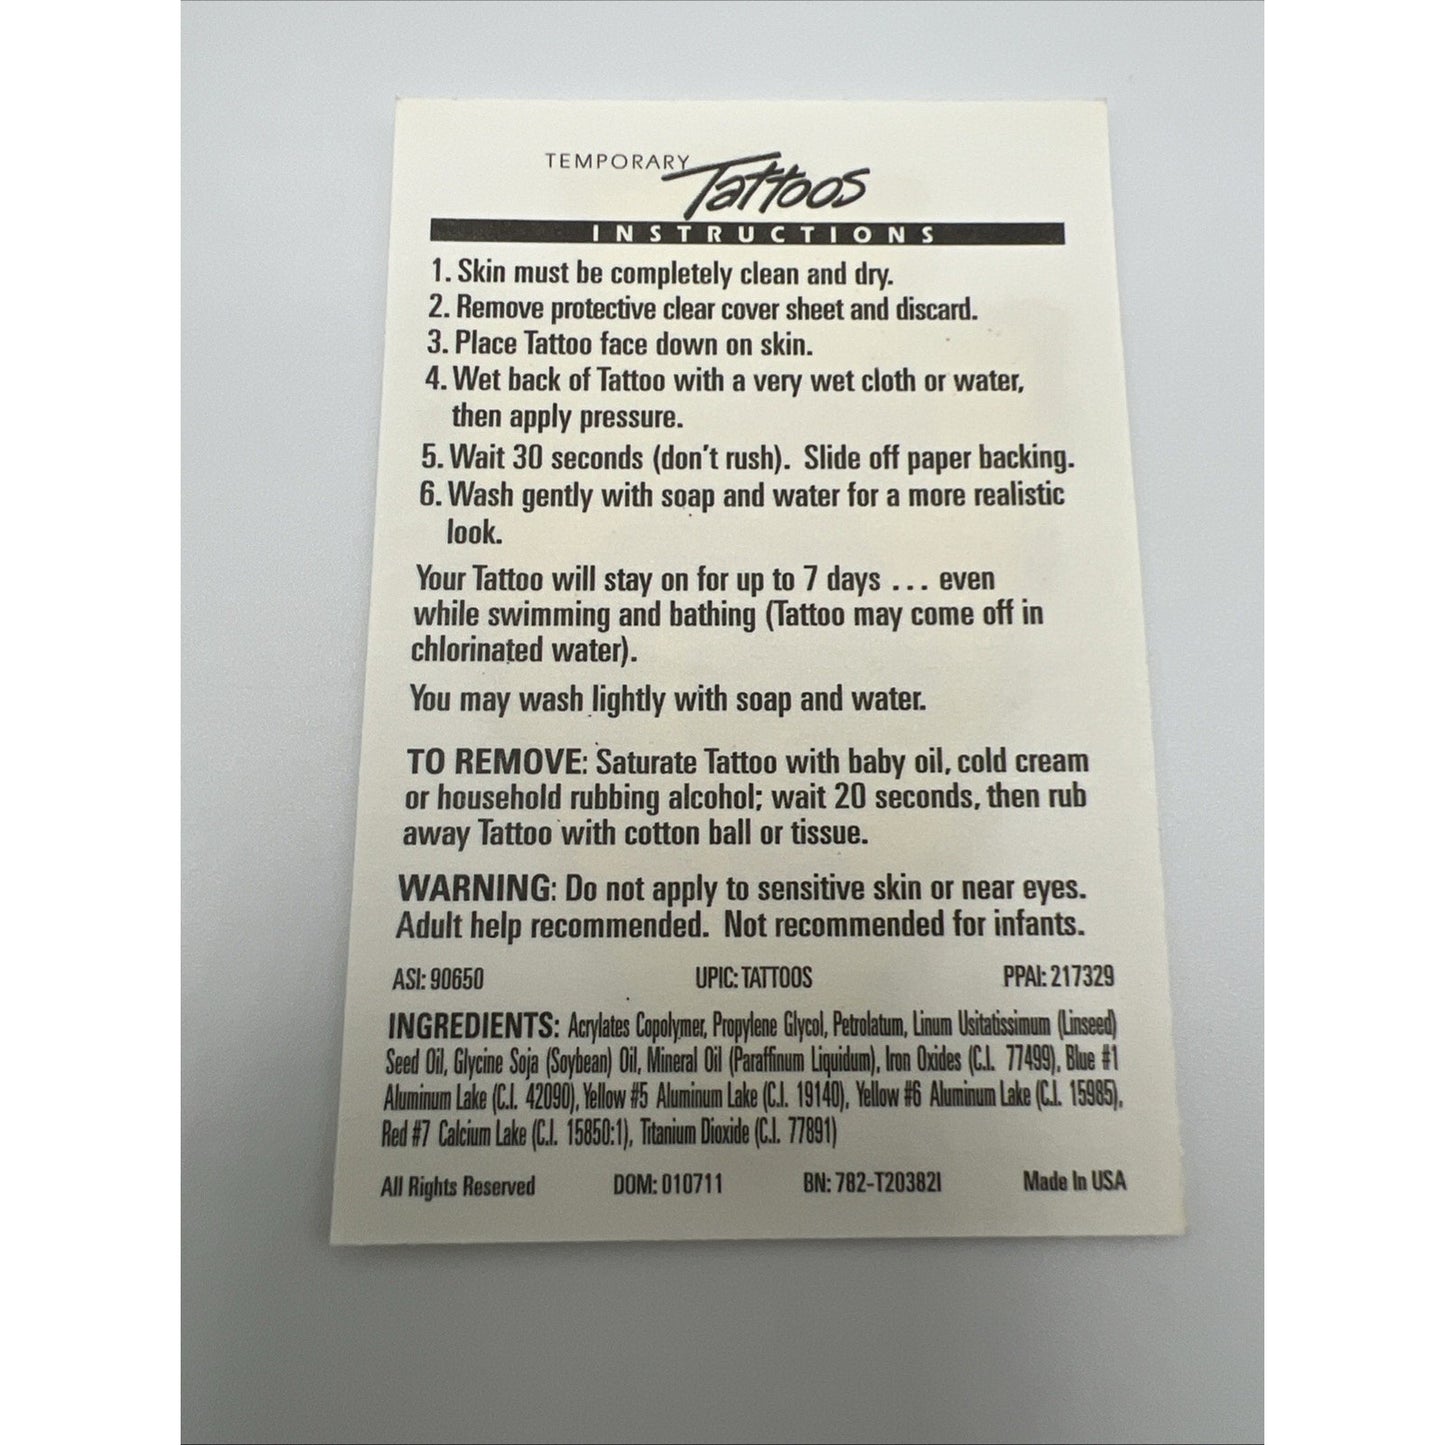 TEMPORARY Tattoos
INSTRUCTIONS
1. Skin must be completely clean and dry.
2. Remove protective clear cover sheet and discard.
3. Place Tattoo face down on skin.
4. Wet back of Tattoo with a very wet cloth or water,
then apply pressure.
5. Wait 30 seconds (don't rush).  Slide off paper backing.
6. Wash gently with soap and water for a more realistic
look.
Your Tattoo will stay on for up to 7 days ... even
while swimming and bathing (Tattoo may come off in
chlorinated water).
You may wash lightly with soap and water.
TO REMOVE: Saturate Tattoo with baby oil, cold cream
or household rubbing alcohol; wait 20 seconds, then rub
away Tattoo with cotton ball or tissue.
WARNING: Do not apply to sensitive skin or near eyes.
Adult help recommended.  Not recommended for infants.
ASI: 90650 UPIC: TATTOOS PPAI: 217329
INGREDIENTS: Acrylates Copolymer, Propylene Glycol, Petrolatum, Linum Usitatissimum (Linseed)
Seed Oil, Glycine Soja (Soybean) Oil, Mineral Oil (Paraffinum Liquidum), Iron Oxides (C.I. 77499), Blue #1
Aluminum Lake (C.I. 42090), Yellow #5 Aluminum Lake (C.I. 19140), Yellow #6 Aluminum Lake (C.I. 15985),
Red #7 Calcium Lake (C.I. 15850:1), Titanium Dioxide (C.I. 77891)
All Rights Reserved DOM: 010711 BN: 782-T20382I Made In USA